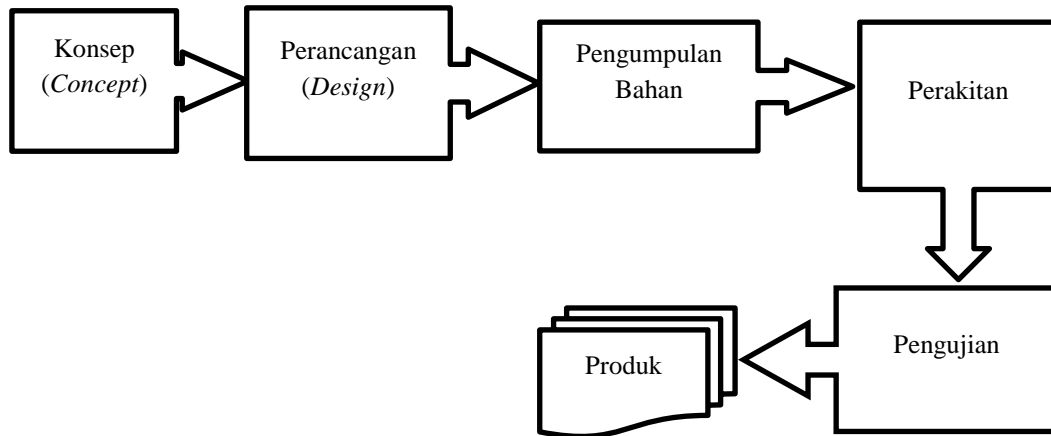 Konsep
(Concept)
Perancangan
(Design)
Pengumpulan
Bahan
Perakitan
Pengujian
Produk